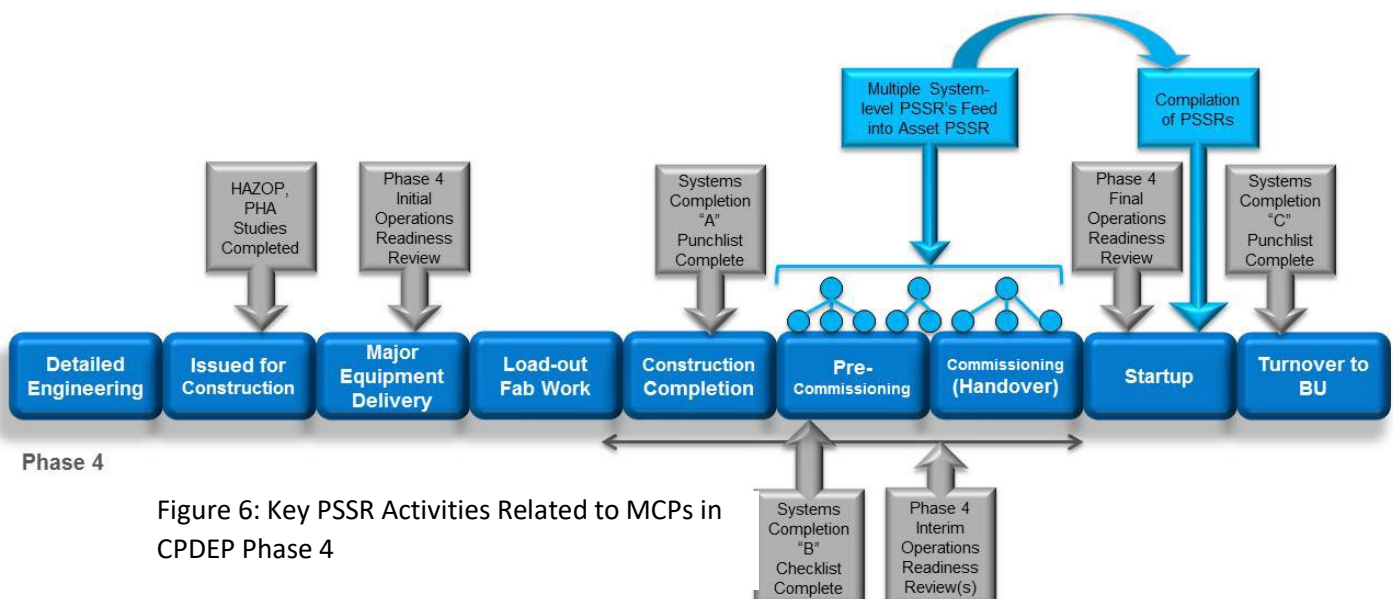 Multiple System-
level PSSR's Feed
into Asset PSSR
Compilation
of PSSRs
HAZOP,
PHA
Studies
Completed
Phase 4
Initial
Operations
Readiness
Review
Systems
Completion
"A"
Punchlist
Complete
Phase 4
Final
Operations
Readiness
Review
Systems
Completion
"C"
Punchlist
Complete
Detailed
Engineering
Issued for
Construction
Major
Equipment
Delivery
Load-out
Fab Work
Construction
Completion
Pre-
Commissioning
Commissioning
(Handover)
Startup
Turnover to
BU
Phase 4
Figure 6: Key PSSR Activities Related to MCPs in
CPDEP Phase 4
Systems
Completion
"B"
Checklist
Complete
Phase 4
Interim
Operations
Readiness
Review(s)